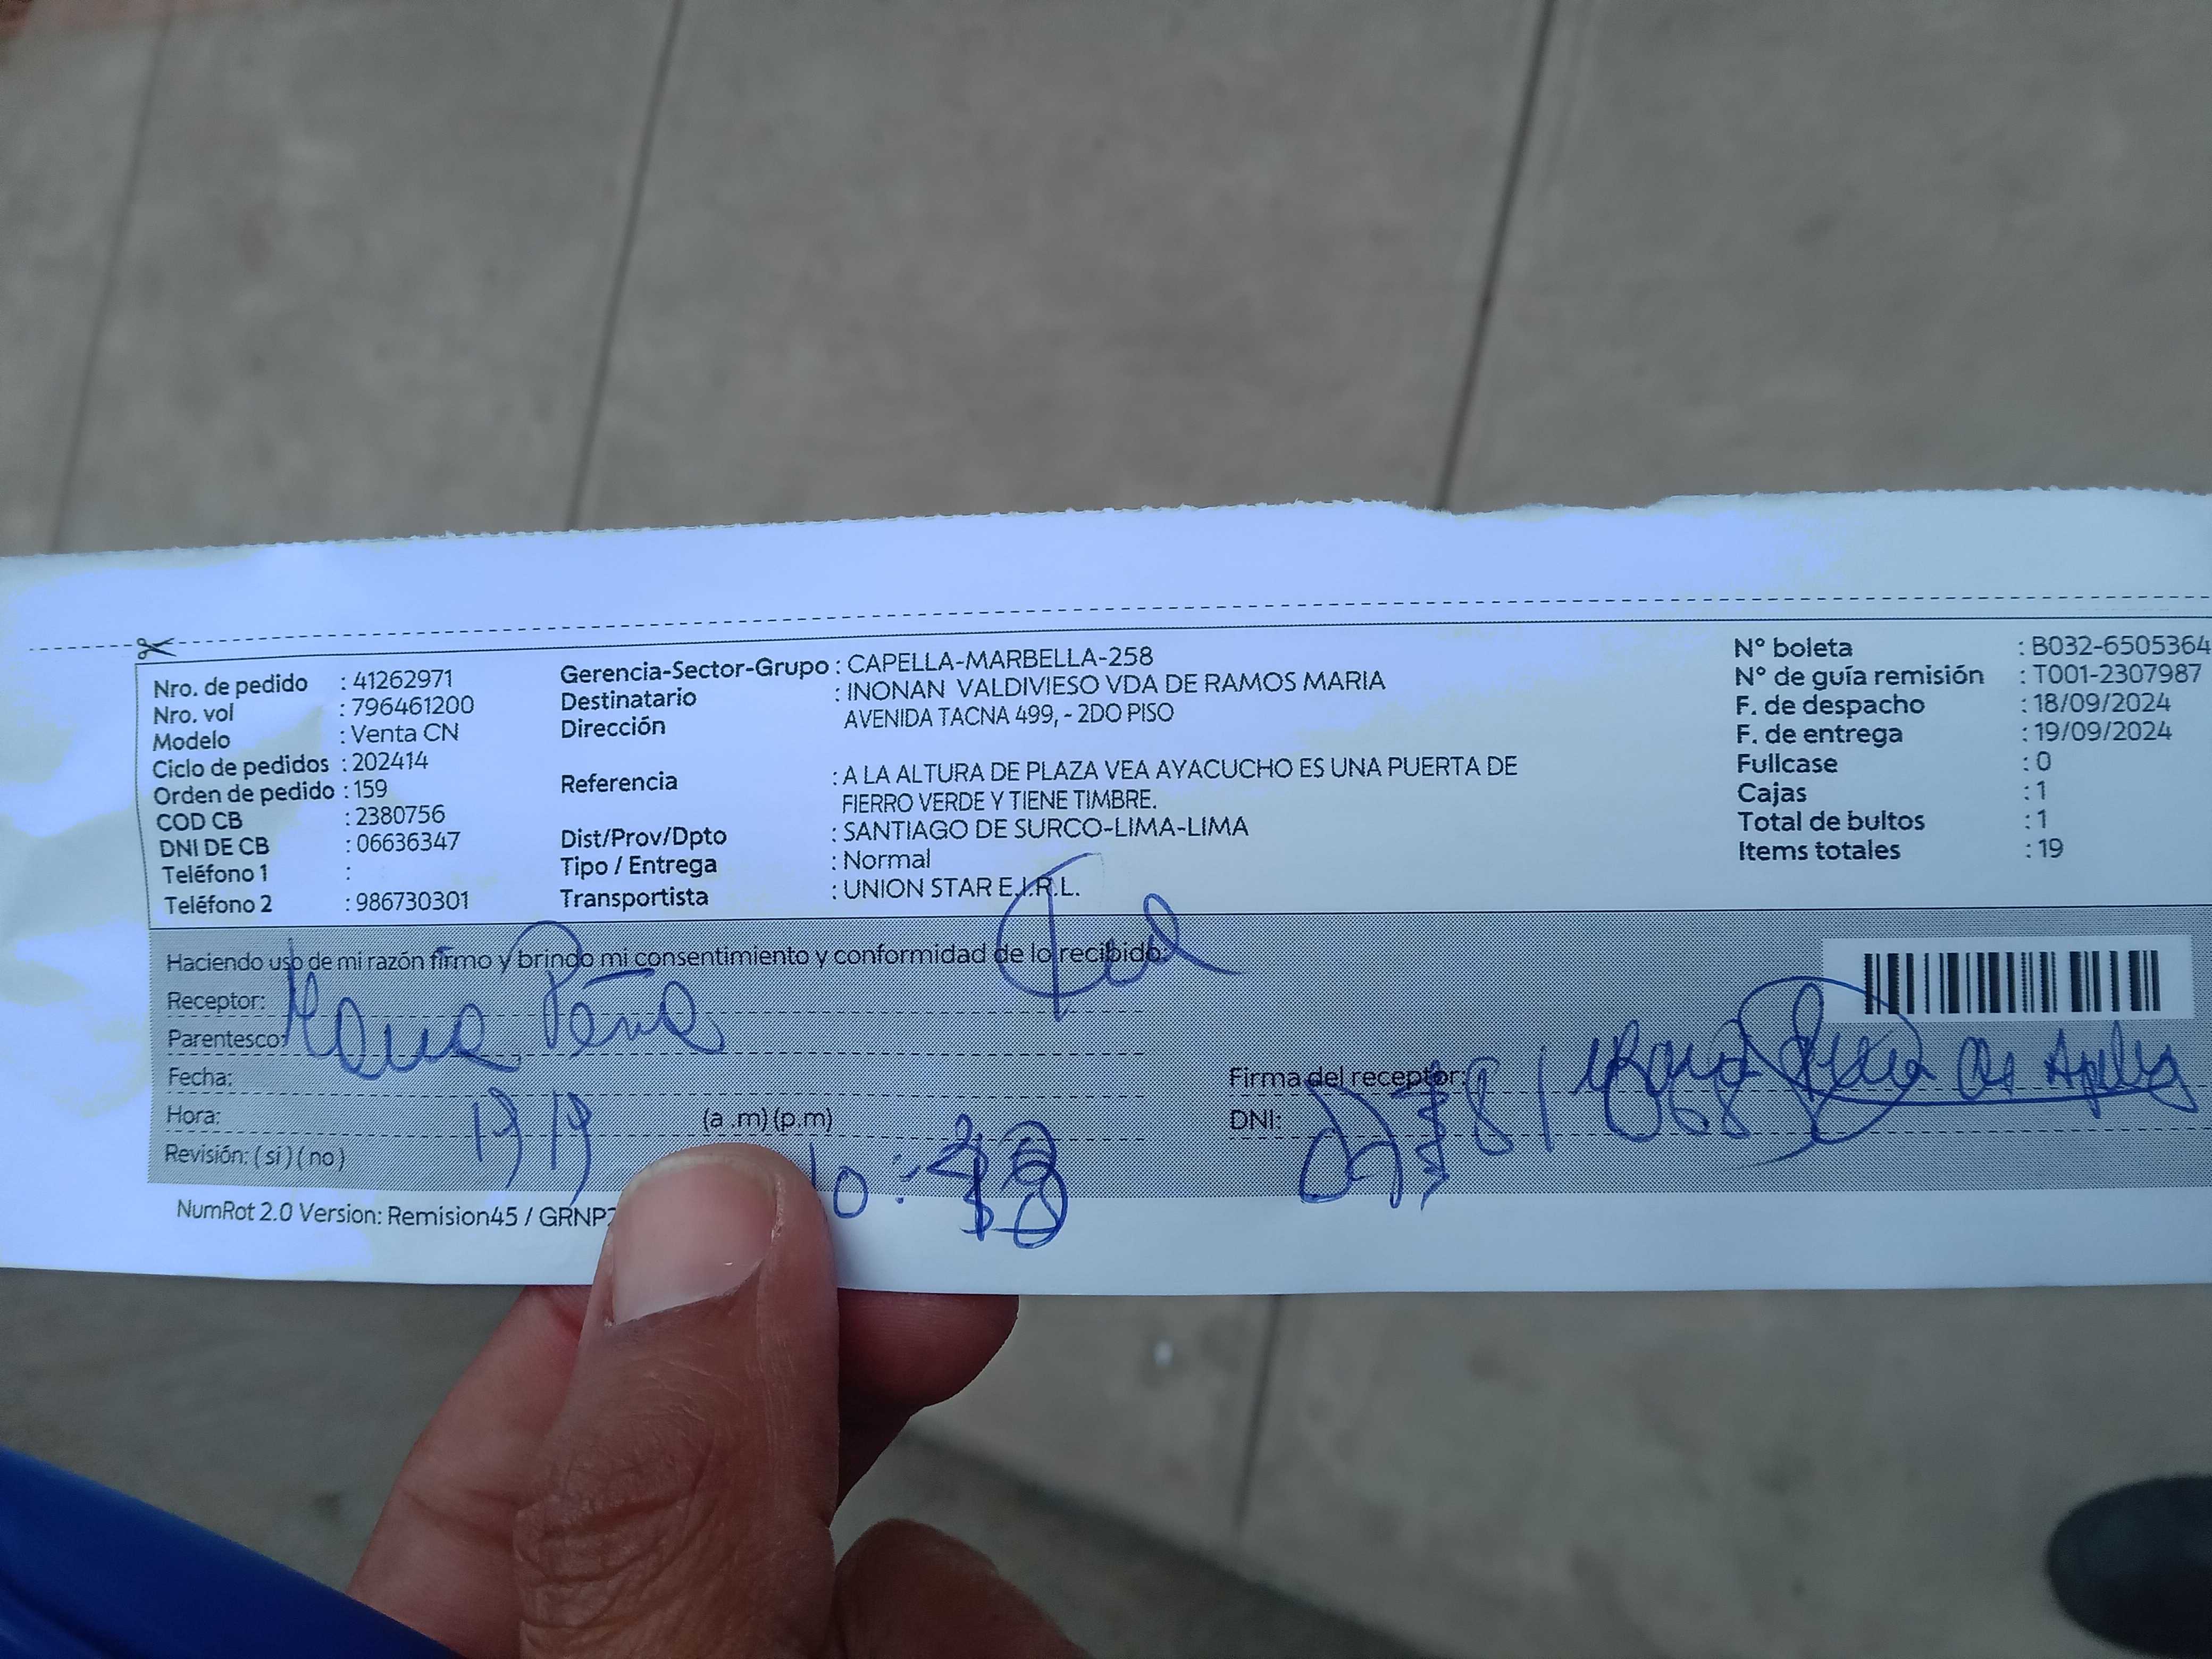 Nro. de pedido : 41262971
Nro. vol : 796461200
Modelo : Venta CN
Ciclo de pedidos : 202414
Orden de pedido : 159
COD CB : 2380756
DNI DE CB : 06636347
Teléfono 1 :
Teléfono 2 : 986730301
Gerencia-Sector-Grupo : CAPELLA-MARBELLA-258
Destinatario : INONAN VALDIVIESO VDA DE RAMOS MARIA
Dirección AVENIDA TACNA 499, - 2DO PISO
Referencia : A LA ALTURA DE PLAZA VEA AYACUCHO ES UNA PUERTA DE
FIERRO VERDE Y TIENE TIMBRE.
Dist/Prov/Dpto : SANTIAGO DE SURCO-LIMA-LIMA
Tipo / Entrega : Normal
Transportista : UNION STAR E.I.R.L.
N° boleta : B032-6505364
N° de guía remisión : T001-2307987
F. de despacho : 18/09/2024
F. de entrega : 19/09/2024
Fullcase : 0
Cajas : 1
Total de bultos : 1
Items totales : 19
Haciendo uso de mi razón firmo y brindo mi consentimiento y conformidad de lo recibido:
Receptor:
Parentesco: Peña
Fecha:
Hora: (a .m) (p.m)
Revisión: ( si ) ( no )
Firma del receptor:
DNI:
NumRot 2.0 Version: Remision45 / GRNP2